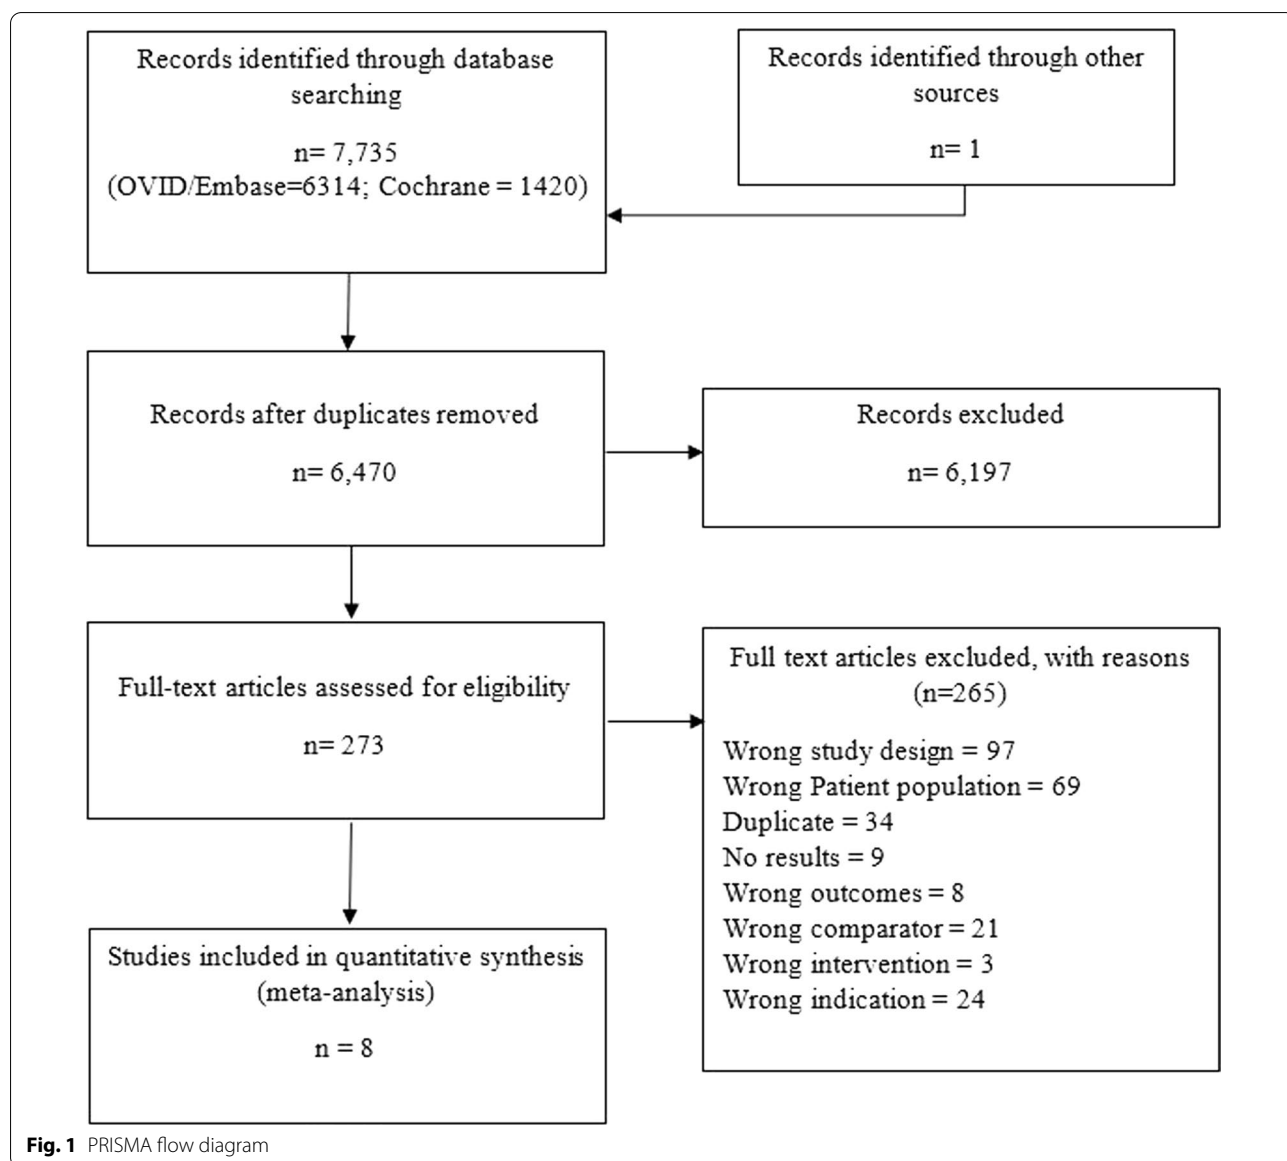 Records identified through database
searching
n= 7,735
(OVID/Embase=6314; Cochrane = 1420)
Records identified through other
sources
n= 1
Records after duplicates removed
n= 6,470
Records excluded
n= 6,197
Full-text articles assessed for eligibility
n= 273
Full text articles excluded, with reasons
(n=265)
Wrong study design = 97
Wrong Patient population = 69
Duplicate = 34
No results = 9
Wrong outcomes = 8
Wrong comparator = 21
Wrong intervention = 3
Wrong indication = 24
Studies included in quantitative synthesis
(meta-analysis)
n = 8
Fig. 1 PRISMA flow diagram